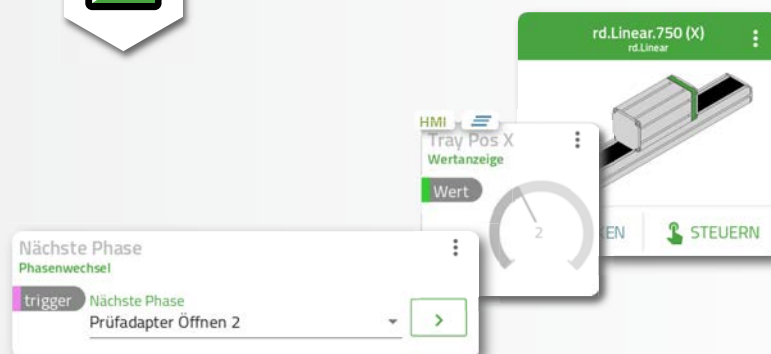 rd.Linear.750 (X)
rd.Linear
HMI
Tray Pos X
Wertanzeige
Wert
2
EN
STEUERN
Nächste Phase
Phasenwechsel
trigger
Nächste Phase
Prüfadapter Öffnen 2